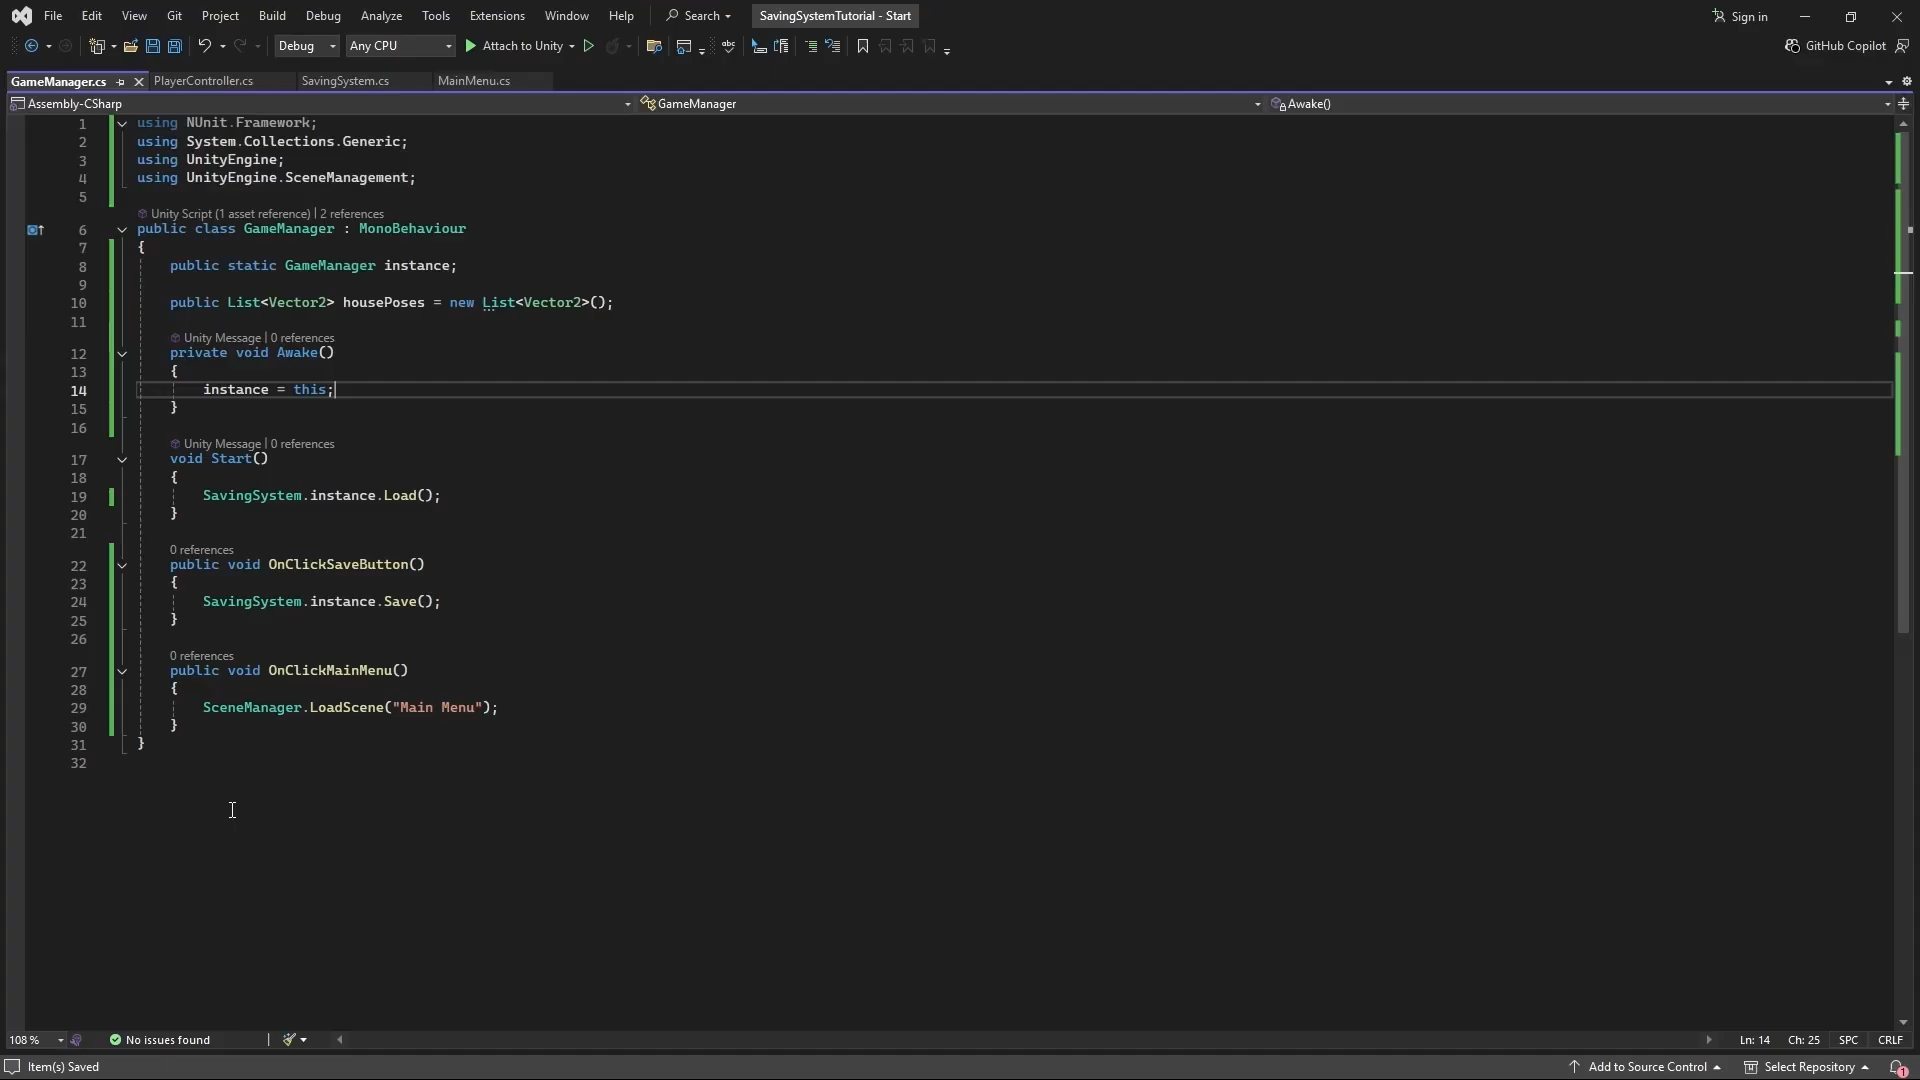 File Edit View Git Project Build Debug Analyze Tools Extensions Window Help Search SavingSystemTutorial - Start Sign in
Debug Any CPU Attach to Unity abc GitHub Copilot
GameManager.cs PlayerController.cs SavingSystem.cs MainMenu.cs
Assembly-CSharp GameManager Awake()
1 using NUnit.Framework;
2 using System.Collections.Generic;
3 using UnityEngine;
4 using UnityEngine.SceneManagement;
5
Unity Script (1 asset reference) | 2 references
6 public class GameManager : MonoBehaviour
7 {
8 public static GameManager instance;
9
10 public List<Vector2> housePoses = new List<Vector2>();
11
Unity Message | 0 references
12 private void Awake()
13 {
14 instance = this;
15 }
16
Unity Message | 0 references
17 void Start()
18 {
19 SavingSystem.instance.Load();
20 }
21
0 references
22 public void OnClickSaveButton()
23 {
24 SavingSystem.instance.Save();
25 }
26
0 references
27 public void OnClickMainMenu()
28 {
29 SceneManager.LoadScene("Main Menu");
30 }
31 }
32
108 % No issues found Ln: 14 Ch: 25 SPC CRLF
Item(s) Saved Add to Source Control Select Repository 1